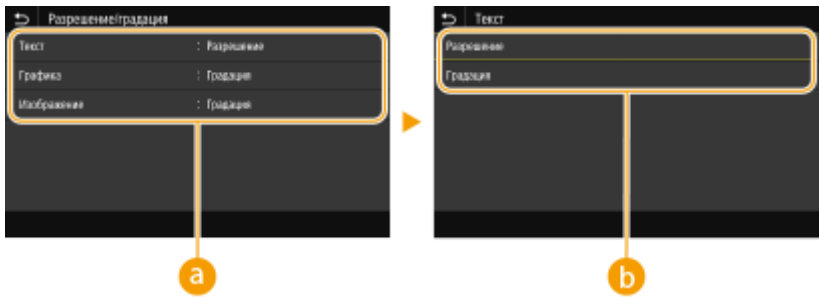 Разрешение/градация
Текст : Разрешение
Графика : Градация
Изображение : Градация
a
Текст
Разрешение
Градация
b